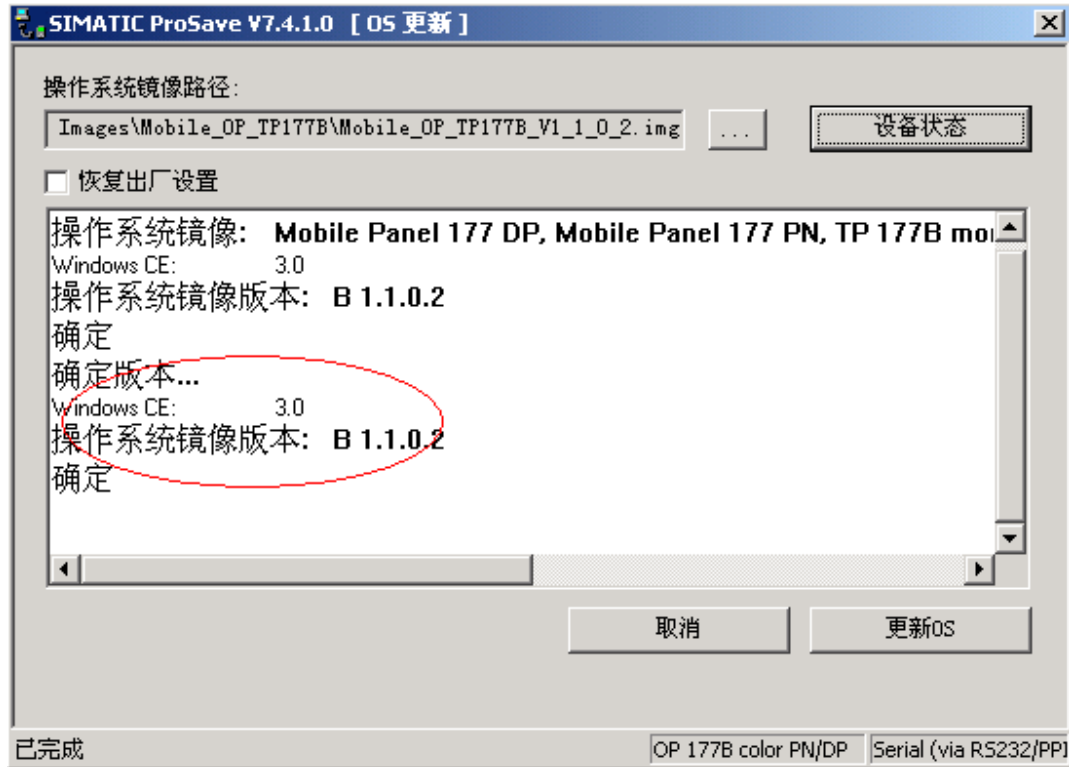 SIMATIC ProSave V7.4.1.0 [ OS 更新 ]
操作系统镜像路径:
Images\Mobile_OP_TP177B\Mobile_OP_TP177B_V1_1_0_2.img ... 设备状态
恢复出厂设置
操作系统镜像: Mobile Panel 177 DP, Mobile Panel 177 PN, TP 177B
Windows CE: 3.0
操作系统镜像版本: B 1.1.0.2
确定
确定版本...
Windows CE: 3.0
操作系统镜像版本: B 1.1.0.2
确定
取消 更新OS
已完成 OP 177B color PN/DP Serial (via RS232/PPI